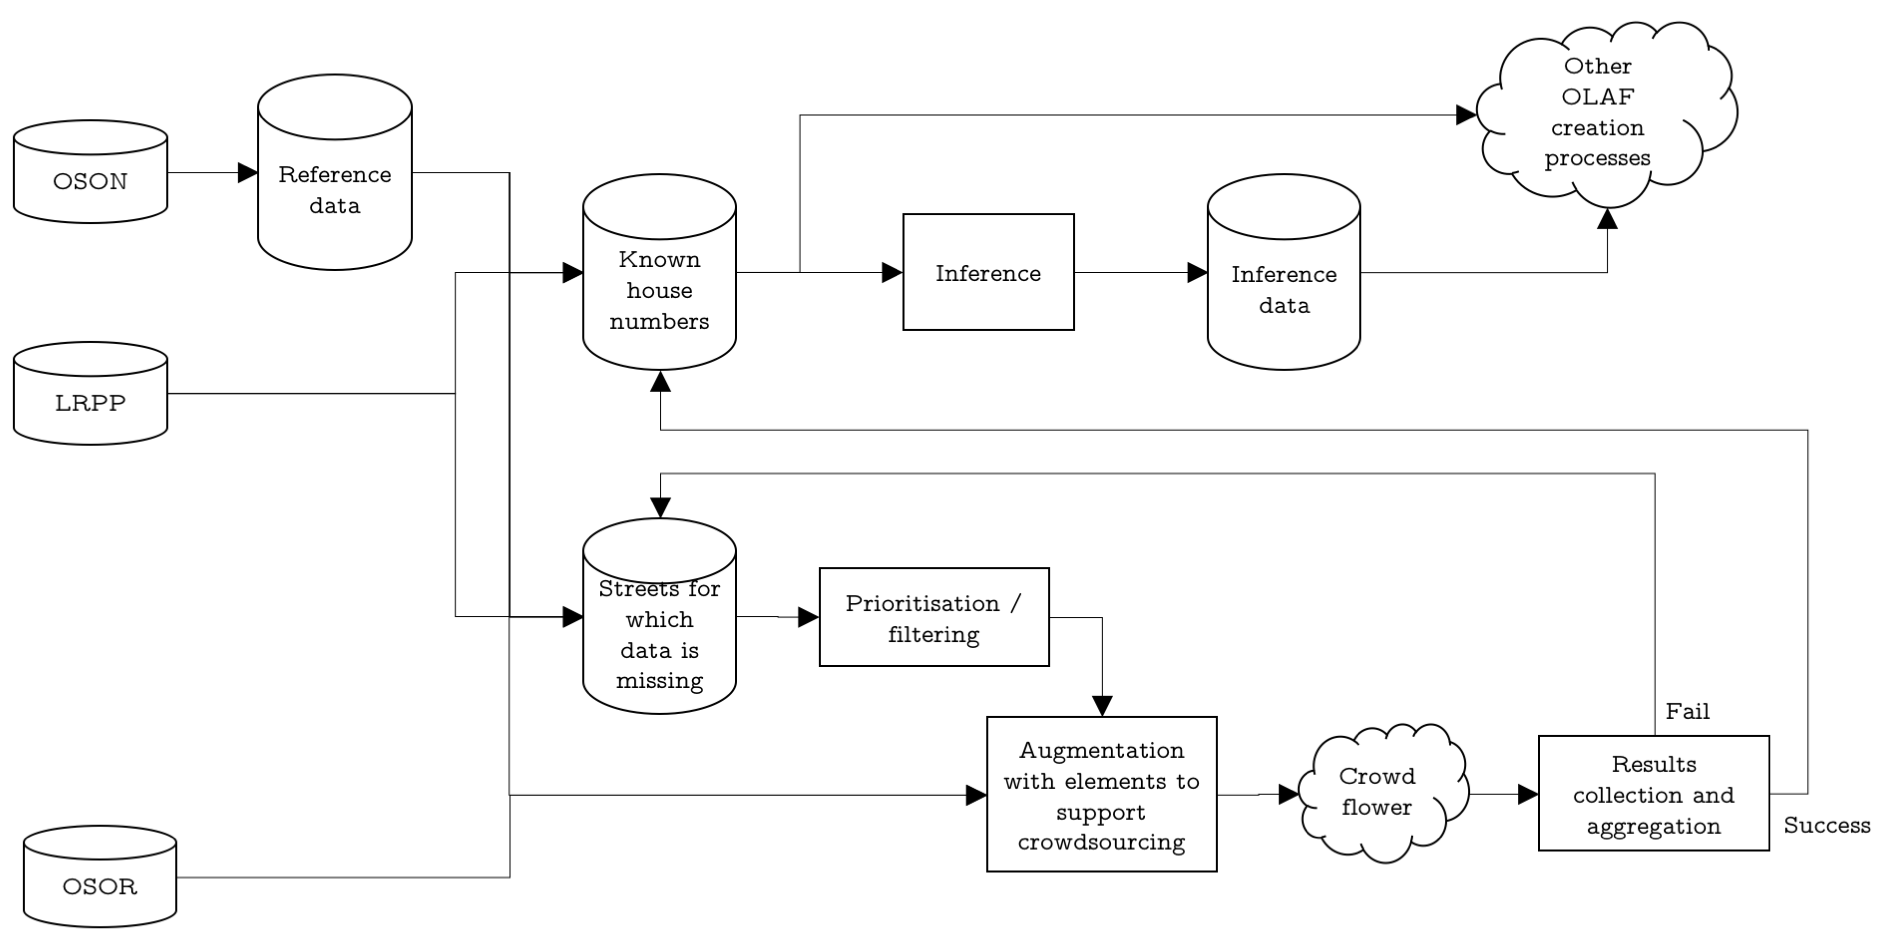 Other
OLAF
creation
processes
OSON
Reference
data
Known
house
numbers
Inference
Inference
data
LRPP
Streets for
which
data is
missing
Prioritisation /
filtering
Fail
Augmentation
with elements to
support
crowdsourcing
Crowd
flower
Results
collection and
aggregation
Success
OSOR